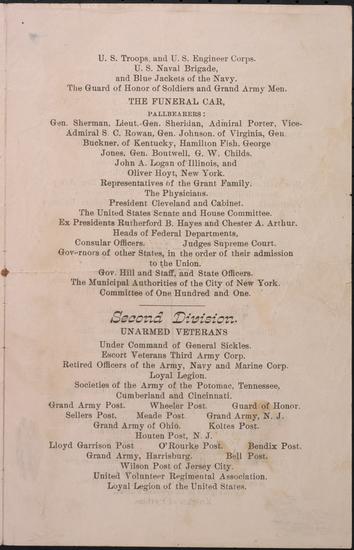 U. S. Troops, and U. S. Engineer Corps.
U. S. Naval Brigade,
and Blue Jackets of the Navy.
The Guard of Honor of Soldiers and Grand Army Men.
THE FUNERAL CAR,
PALLBEARERS:
Gen. Sherman, Lieut.-Gen. Sheridan, Admiral Porter, Vice-
Admiral S. C. Rowan, Gen. Johnson, of Virginia, Gen.
Buckner, of Kentucky, Hamilton Fish, George
Jones, Gen. Boutwell, G. W. Childs.
John A. Logan of Illinois, and
Oliver Hoyt, New York.
Representatives of the Grant Family.
The Physicians.
President Cleveland and Cabinet.
The United States Senate and House Committee.
Ex Presidents Rutherford B. Hayes and Chester A. Arthur.
Heads of Federal Departments,
Consular Officers. Judges Supreme Court.
Governors of other States, in the order of their admission
to the Union.
Gov. Hill and Staff, and State Officers.
The Municipal Authorities of the City of New York.
Committee of One Hundred and One.
Second Division.
UNARMED VETERANS
Under Command of General Sickles.
Escort Veterans Third Army Corp.
Retired Officers of the Army, Navy and Marine Corp.
Loyal Legion.
Societies of the Army of the Potomac, Tennessee,
Cumberland and Cincinnati.
Grand Army Post. Wheeler Post. Guard of Honor.
Sellers Post. Meade Post Grand Army, N. J.
Grand Army of Ohio. Koltes Post.
Houten Post, N. J.
Lloyd Garrison Post O'Rourke Post. Bendix Post.
Grand Army, Harrisburg. Bell Post.
Wilson Post of Jersey City.
United Volunteer Regimental Association.
Loyal Legion of the United States.